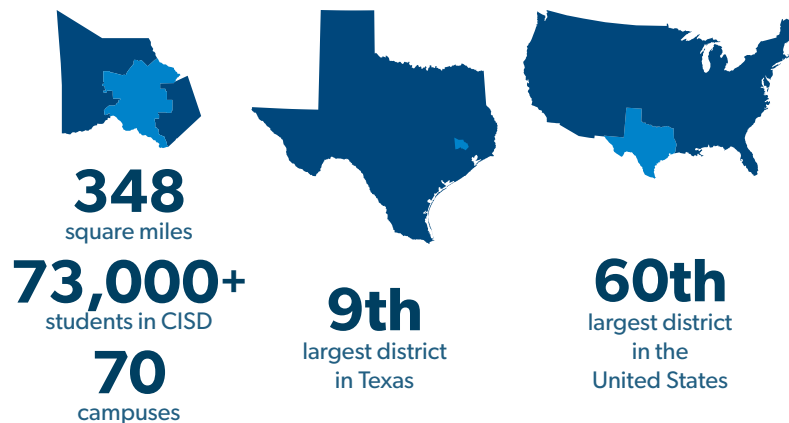 348
square miles
73,000+
students in CISD
70
campuses
9th
largest district
in Texas
60th
largest district
in the
United States